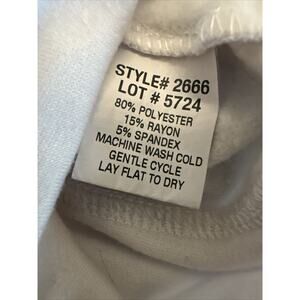 STYLE# 2666
LOT # 5724
80% POLYESTER
15% RAYON
5% SPANDEX
MACHINE WASH COLD
GENTLE CYCLE
LAY FLAT TO DRY